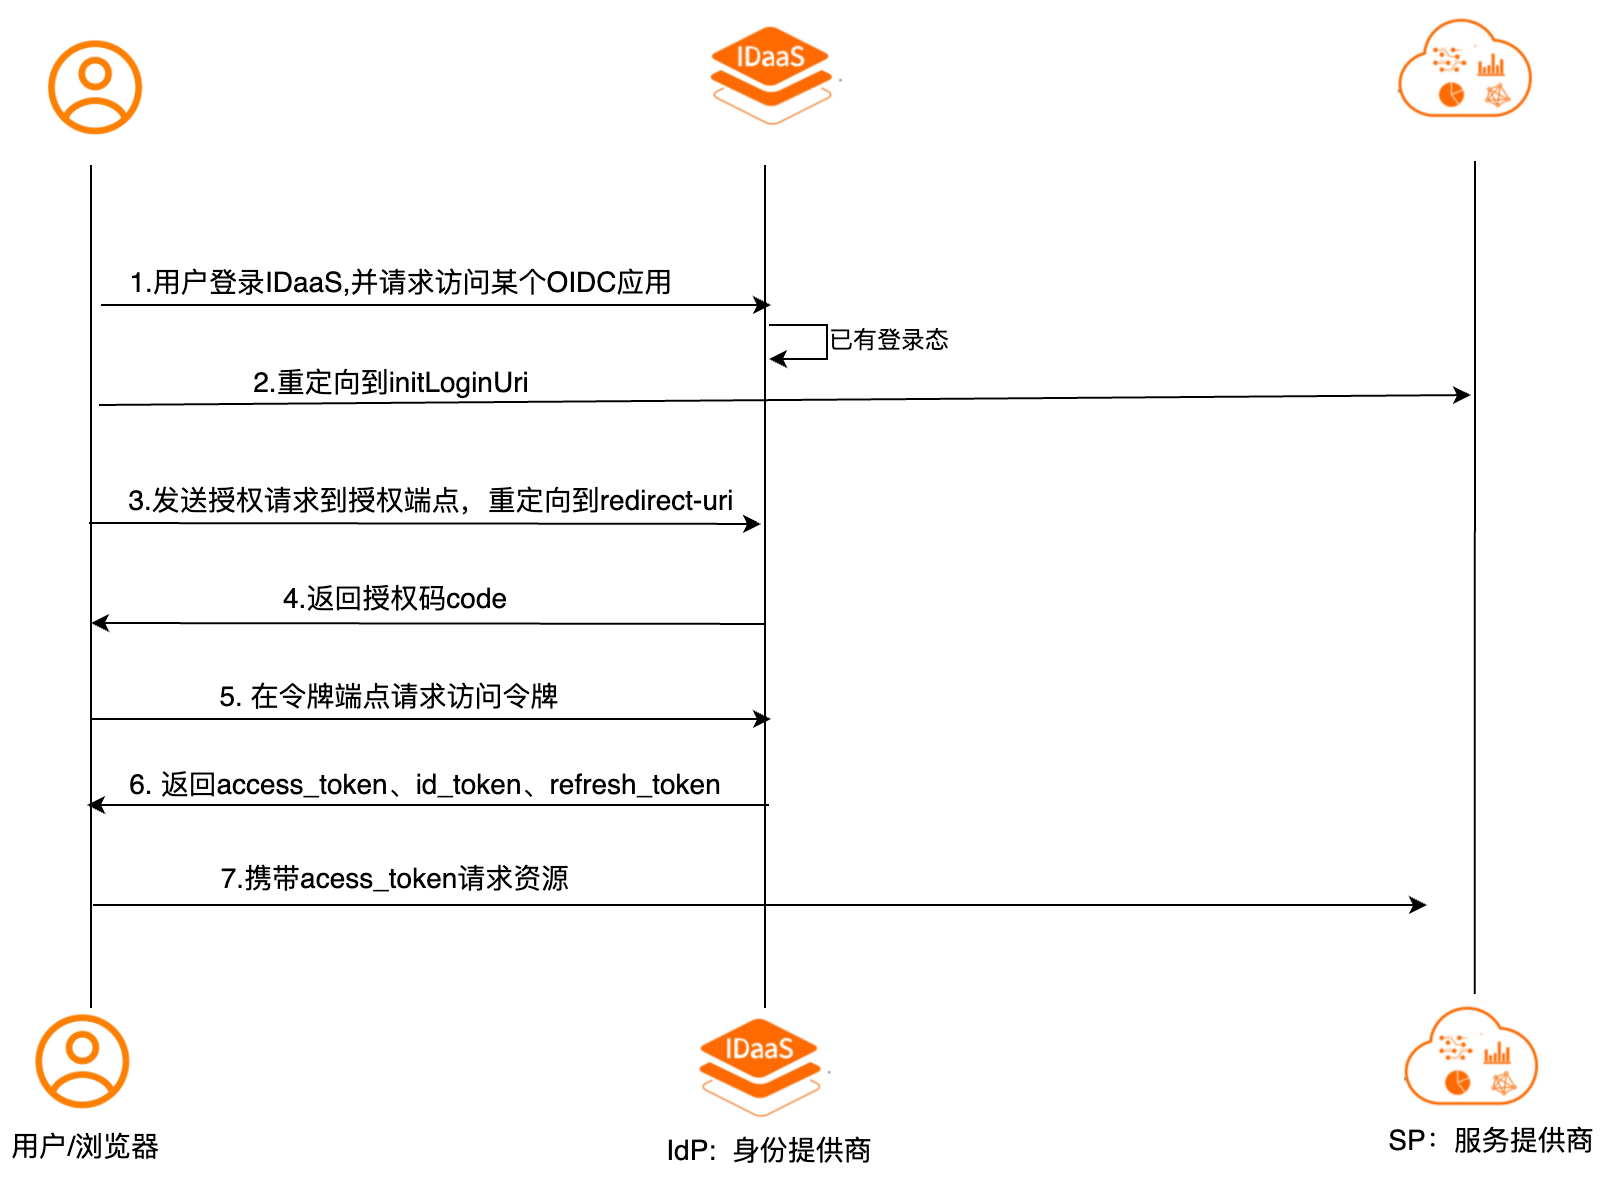 IDaaS
1.用户登录IDaaS,并请求访问某个OIDC应用
已有登录态
2.重定向到initLoginUri
3.发送授权请求到授权端点，重定向到redirect-uri
4.返回授权码code
5. 在令牌端点请求访问令牌
6. 返回access_token、id_token、refresh_token
7.携带acess_token请求资源
IDaaS
用户/浏览器
IdP：身份提供商
SP：服务提供商